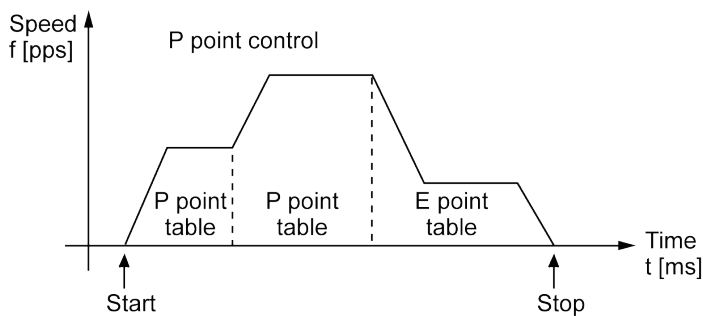 Speed
f [pps]
P point control
P point
table
P point
table
E point
table
Time
t [ms]
Start
Stop